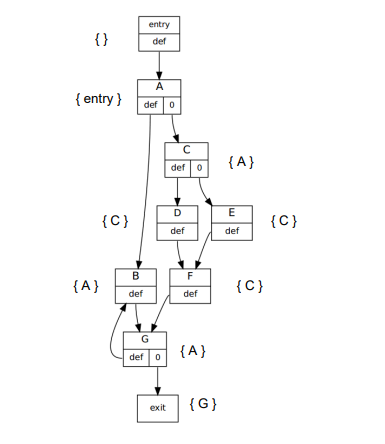 entry
{ } def
A
{ entry }
def 0
C
{ A }
def 0
D E
{ C } { C }
def def
B F
{ A } { C }
def def
G
{ A }
def 0
exit { G }